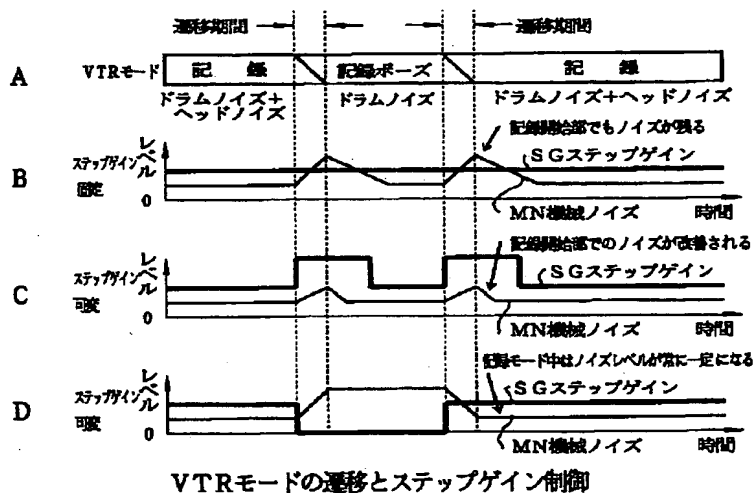 遷移期間 遷移期間
A VTRモード 記 録 記録ポーズ 記 録
ドラムノイズ+ ドラムノイズ ドラムノイズ+ヘッドノイズ
ヘッドノイズ
記録開始部でもノイズが残る
B ステップゲイン 固定 レベル SGステップゲイン
0 MN機械ノイズ 時間
記録開始部でのノイズが改善される
C ステップゲイン 可変 レベル SGステップゲイン
0 MN機械ノイズ 時間
記録モード中はノイズレベルが常に一定になる
D ステップゲイン 可変 レベル SGステップゲイン
0 MN機械ノイズ 時間
VTRモードの遷移とステップゲイン制御